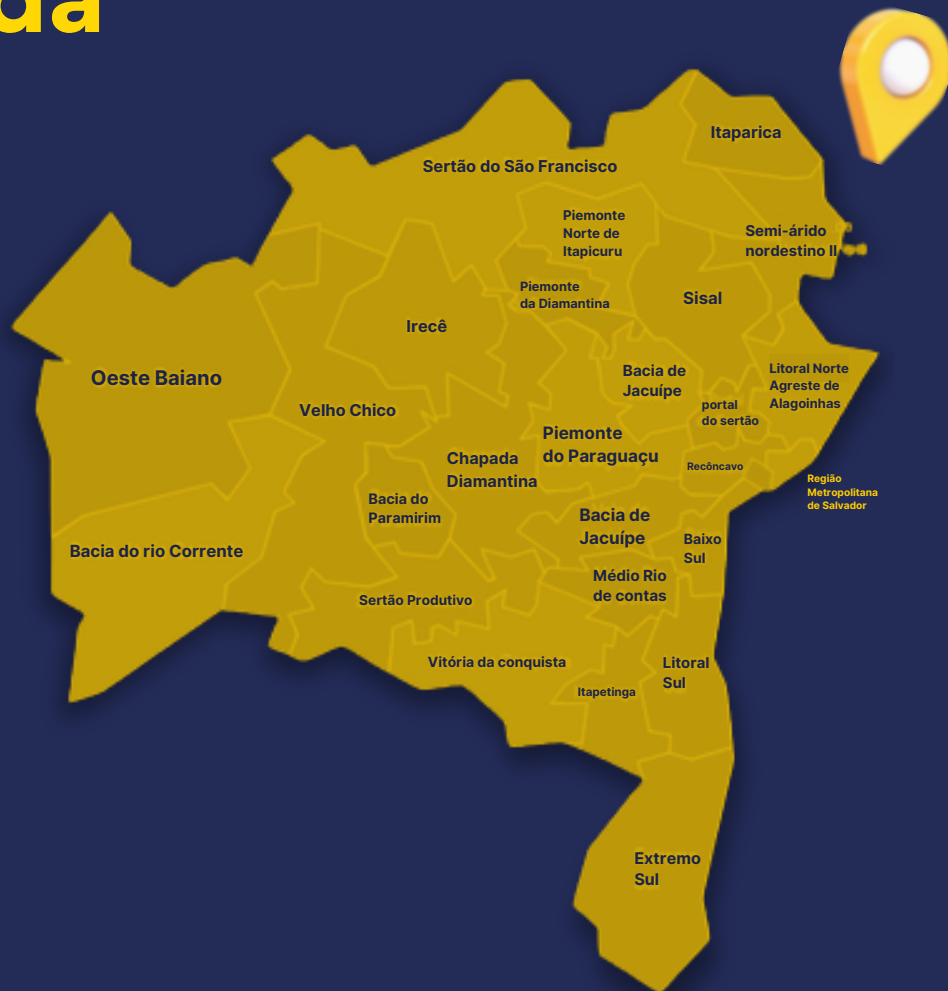 da
Itaparica
Sertão do São Francisco
Piemonte
Norte de
Itapicuru
Semi-árido
nordestino II
Piemonte
da Diamantina
Sisal
Irecê
Oeste Baiano
Bacia de
Jacuípe
Litoral Norte
Agreste de
Alagoinhas
Velho Chico
portal
do sertão
Piemonte
do Paraguaçu
Chapada
Diamantina
Recôncavo
Região
Metropolitana
de Salvador
Bacia do
Paramirim
Bacia de
Jacuípe
Baixo
Sul
Bacia do rio Corrente
Médio Rio
de contas
Sertão Produtivo
Vitória da conquista
Litoral
Sul
Itapetinga
Extremo
Sul